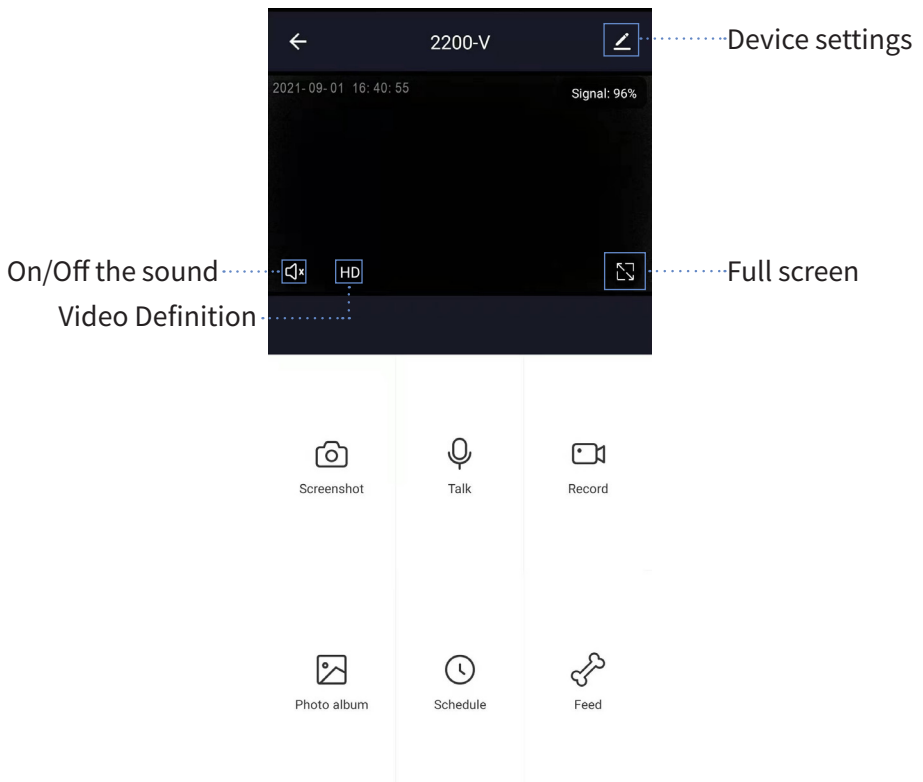 2200-V
Device settings
2021-09-01 16:40:55
Signal: 96%
On/Off the sound
HD
Full screen
Video Definition
Screenshot
Talk
Record
Photo album
Schedule
Feed